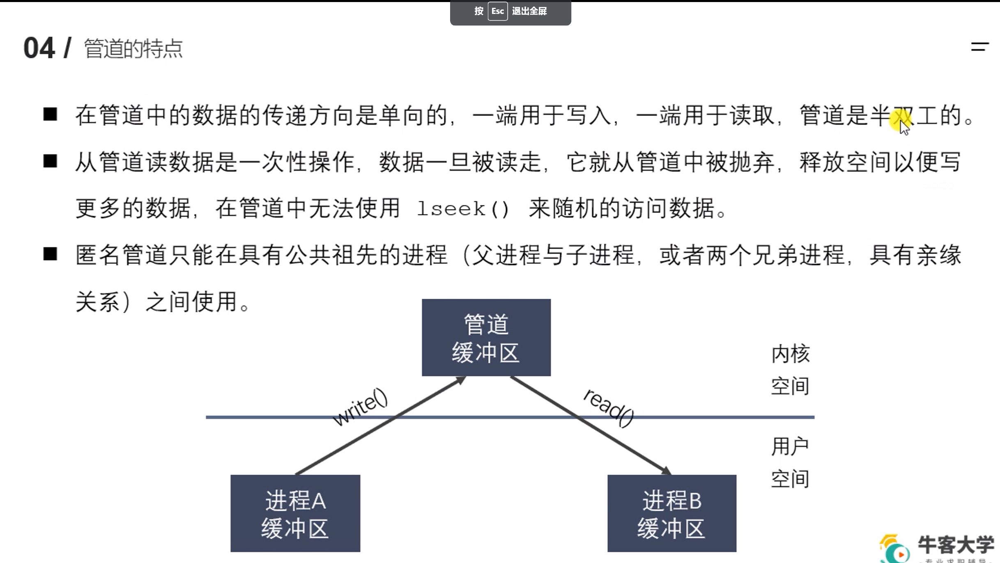 按 Esc 退出全屏
04 / 管道的特点
■ 在管道中的数据的传递方向是单向的，一端用于写入，一端用于读取，管道是半双工的。
■ 从管道读数据是一次性操作，数据一旦被读走，它就从管道中被抛弃，释放空间以便写
更多的数据，在管道中无法使用 lseek() 来随机的访问数据。
■ 匿名管道只能在具有公共祖先的进程（父进程与子进程，或者两个兄弟进程，具有亲缘
关系）之间使用。
管道
缓冲区
内核
空间
write()
read()
用户
空间
进程A
缓冲区
进程B
缓冲区
牛客大学
·专业求职辅导·